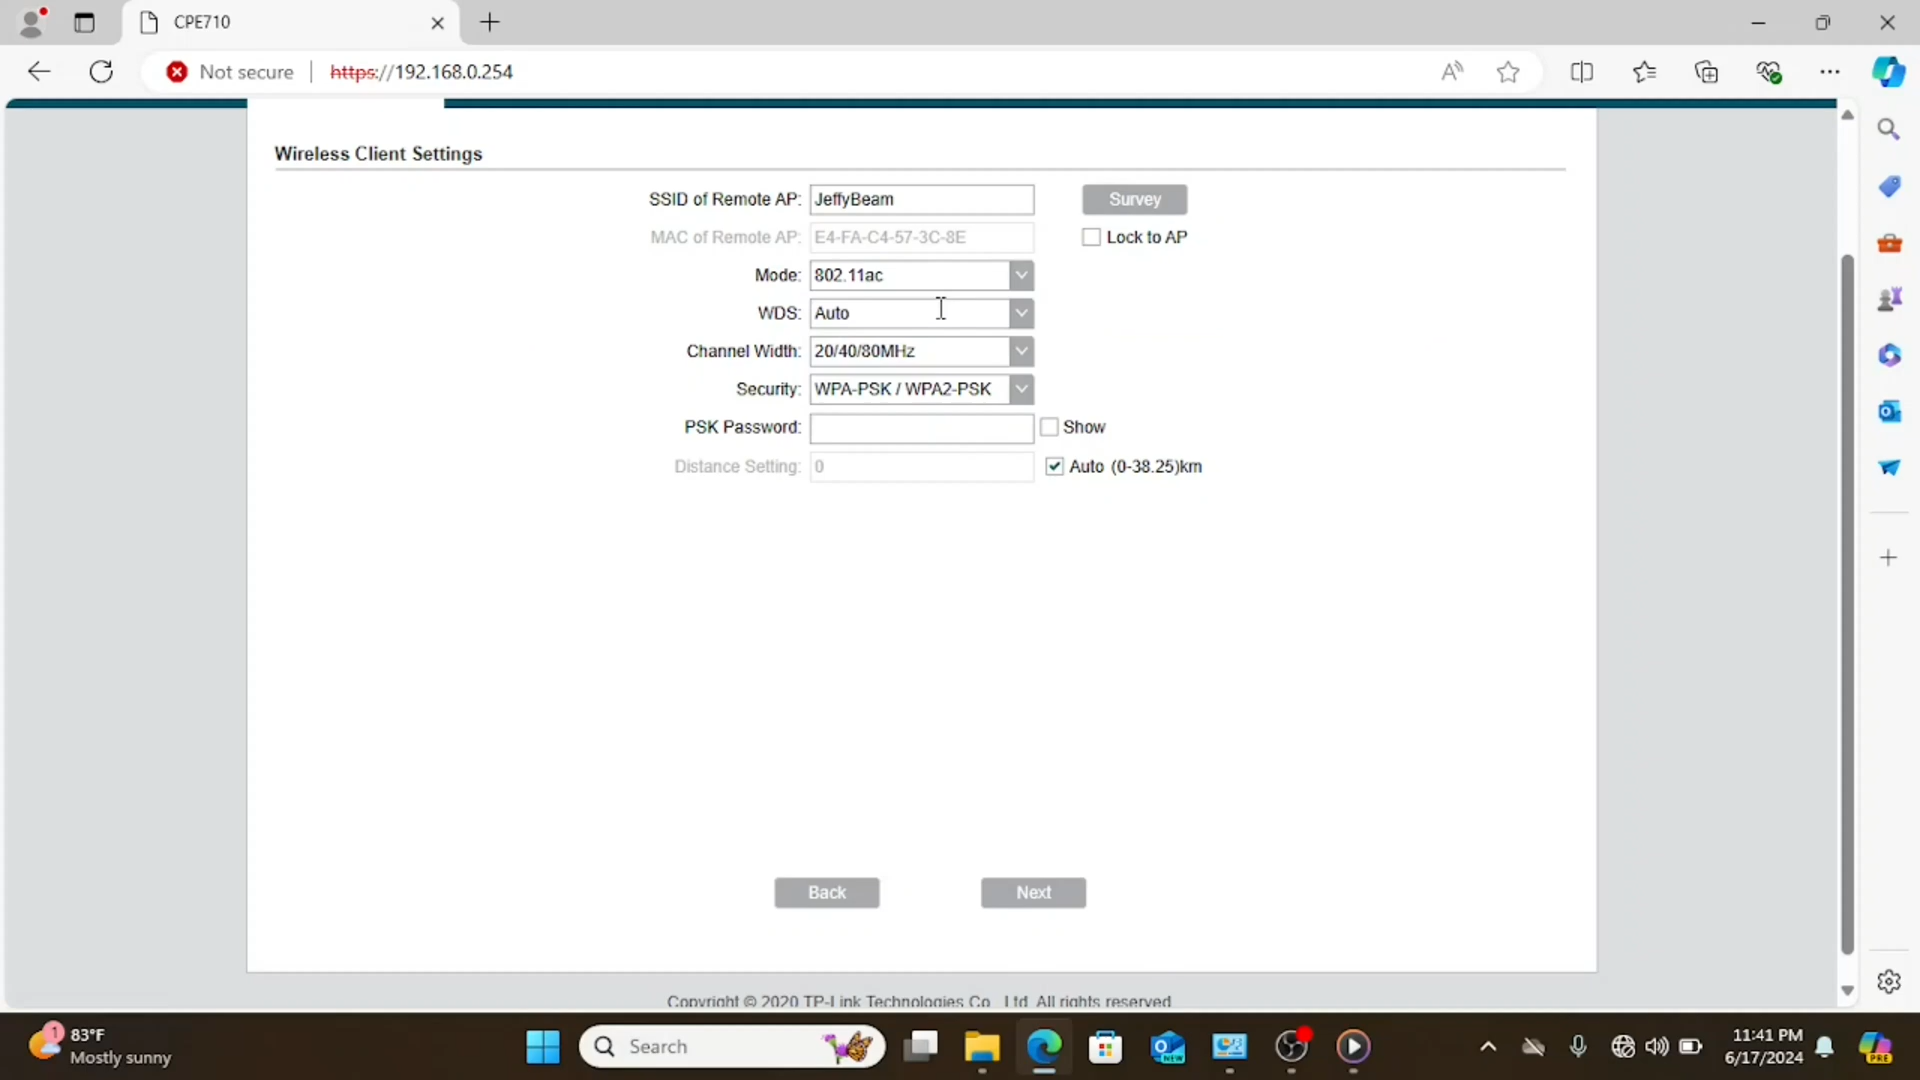 CPE710
Not secure
https://192.168.0.254
Wireless Client Settings
SSID of Remote AP: JeffyBeam Survey
MAC of Remote AP: E4-FA-C4-57-3C-8E Lock to AP
Mode: 802.11ac
WDS: Auto
Channel Width: 20/40/80MHz
Security: WPA-PSK / WPA2-PSK
PSK Password: Show
Distance Setting: 0 Auto (0-38.25)km
Back Next
Copyright © 2020 TP-Link Technologies Co., Ltd. All rights reserved
1 83°F
Mostly sunny
Search
NEW
11:41 PM
6/17/2024
PRE